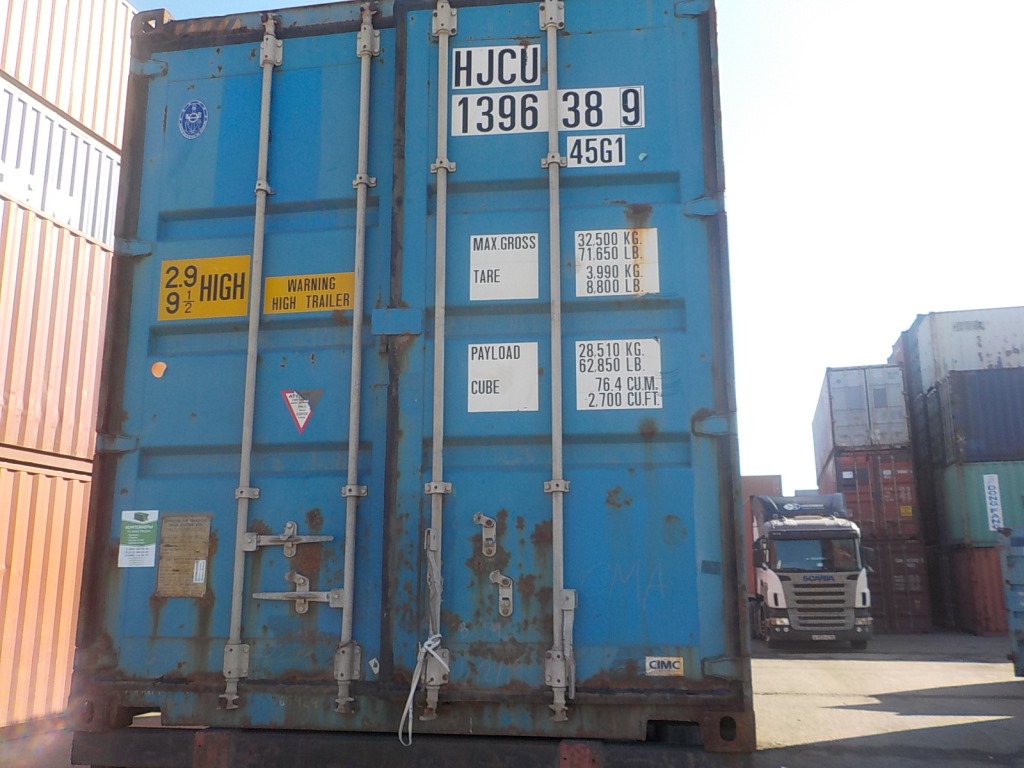 HJCU
1396 38 9
45G1
MAX.GROSS 32.500 KG.
71.650 LB.
TARE 3.990 KG.
8.800 LB.
2.9 HIGH
9 1/2
WARNING
HIGH TRAILER
PAYLOAD 28.510 KG.
62.850 LB.
CUBE 76.4 CU.M.
2.700 CU.FT.
CMA
CIMC
SCANIA